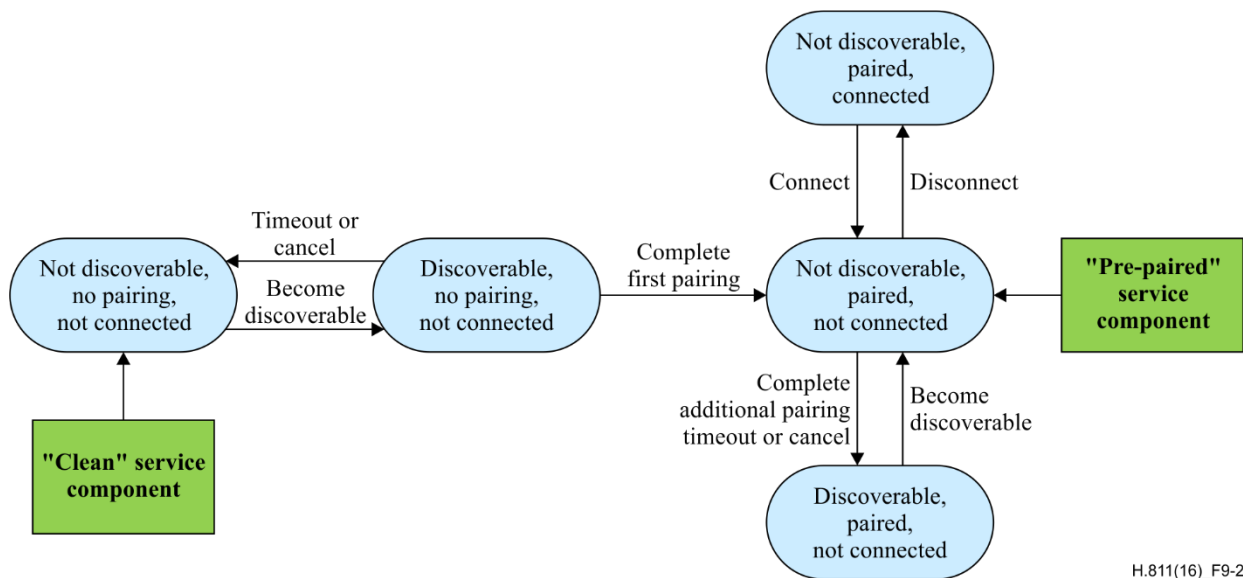 Not discoverable,
paired,
connected
Connect
Disconnect
Timeout or
cancel
Not discoverable,
no pairing,
not connected
Become
discoverable
Discoverable,
no pairing,
not connected
Complete
first pairing
Not discoverable,
paired,
not connected
"Pre-paired"
service
component
Complete
additional pairing
timeout or cancel
Become
discoverable
"Clean" service
component
Discoverable,
paired,
not connected
H.811(16)_F9-2